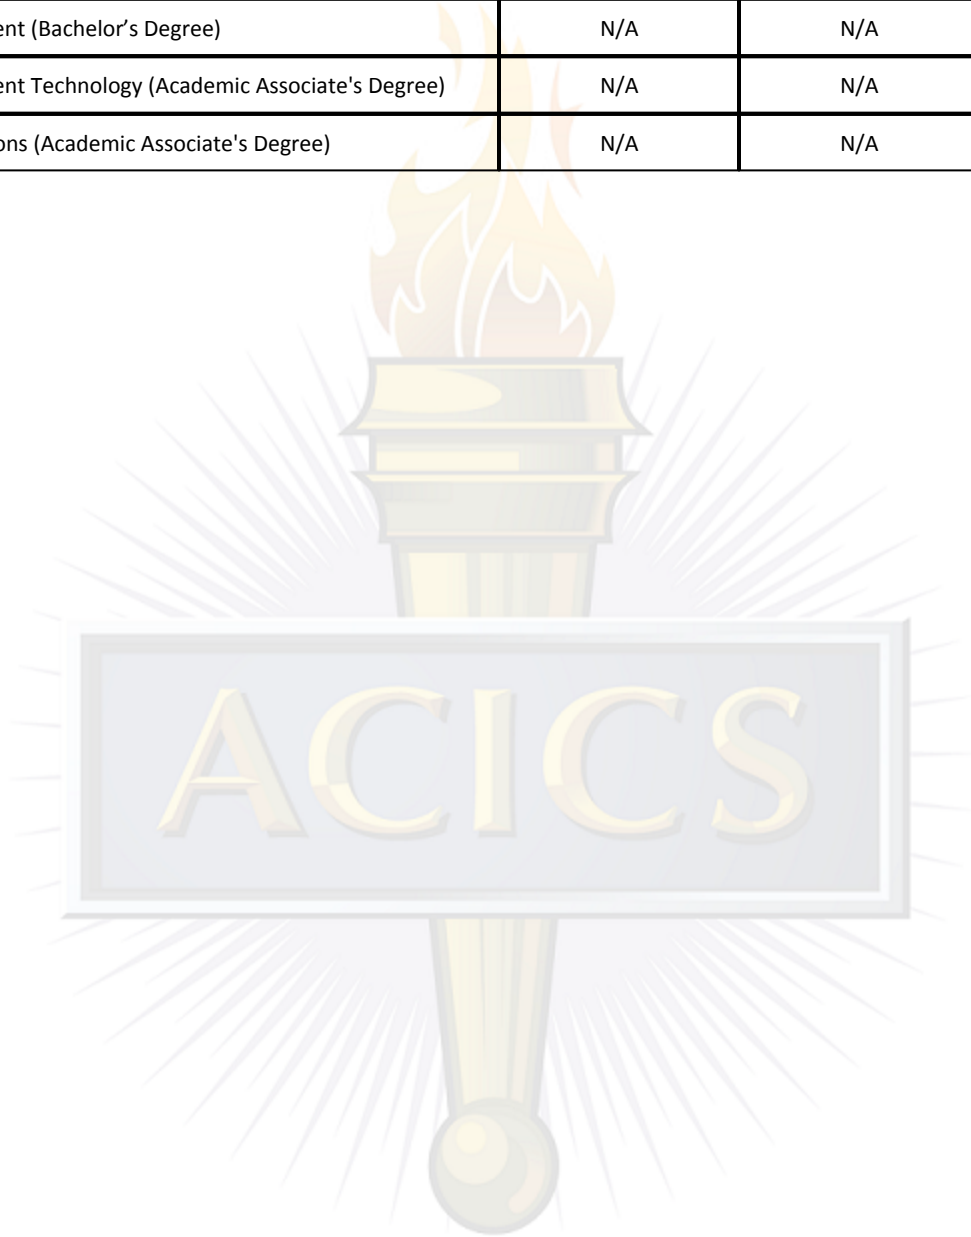 ent (Bachelor’s Degree) N/A N/A
ent Technology (Academic Associate's Degree) N/A N/A
ons (Academic Associate's Degree) N/A N/A
ACICS